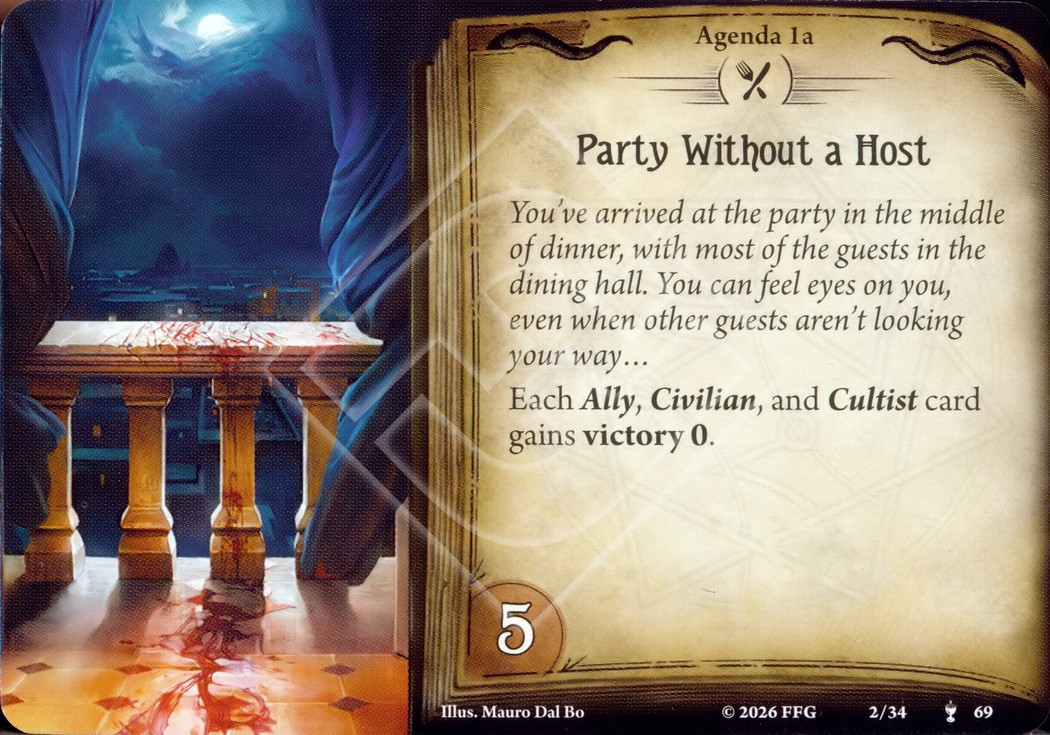 Agenda 1a
Party Without a Host
You've arrived at the party in the middle
of dinner, with most of the guests in the
dining hall. You can feel eyes on you,
even when other guests aren't looking
your way…
Each Ally, Civilian, and Cultist card
gains victory 0.
5
Illus. Mauro Dal Bo
© 2026 FFG
2/34
69